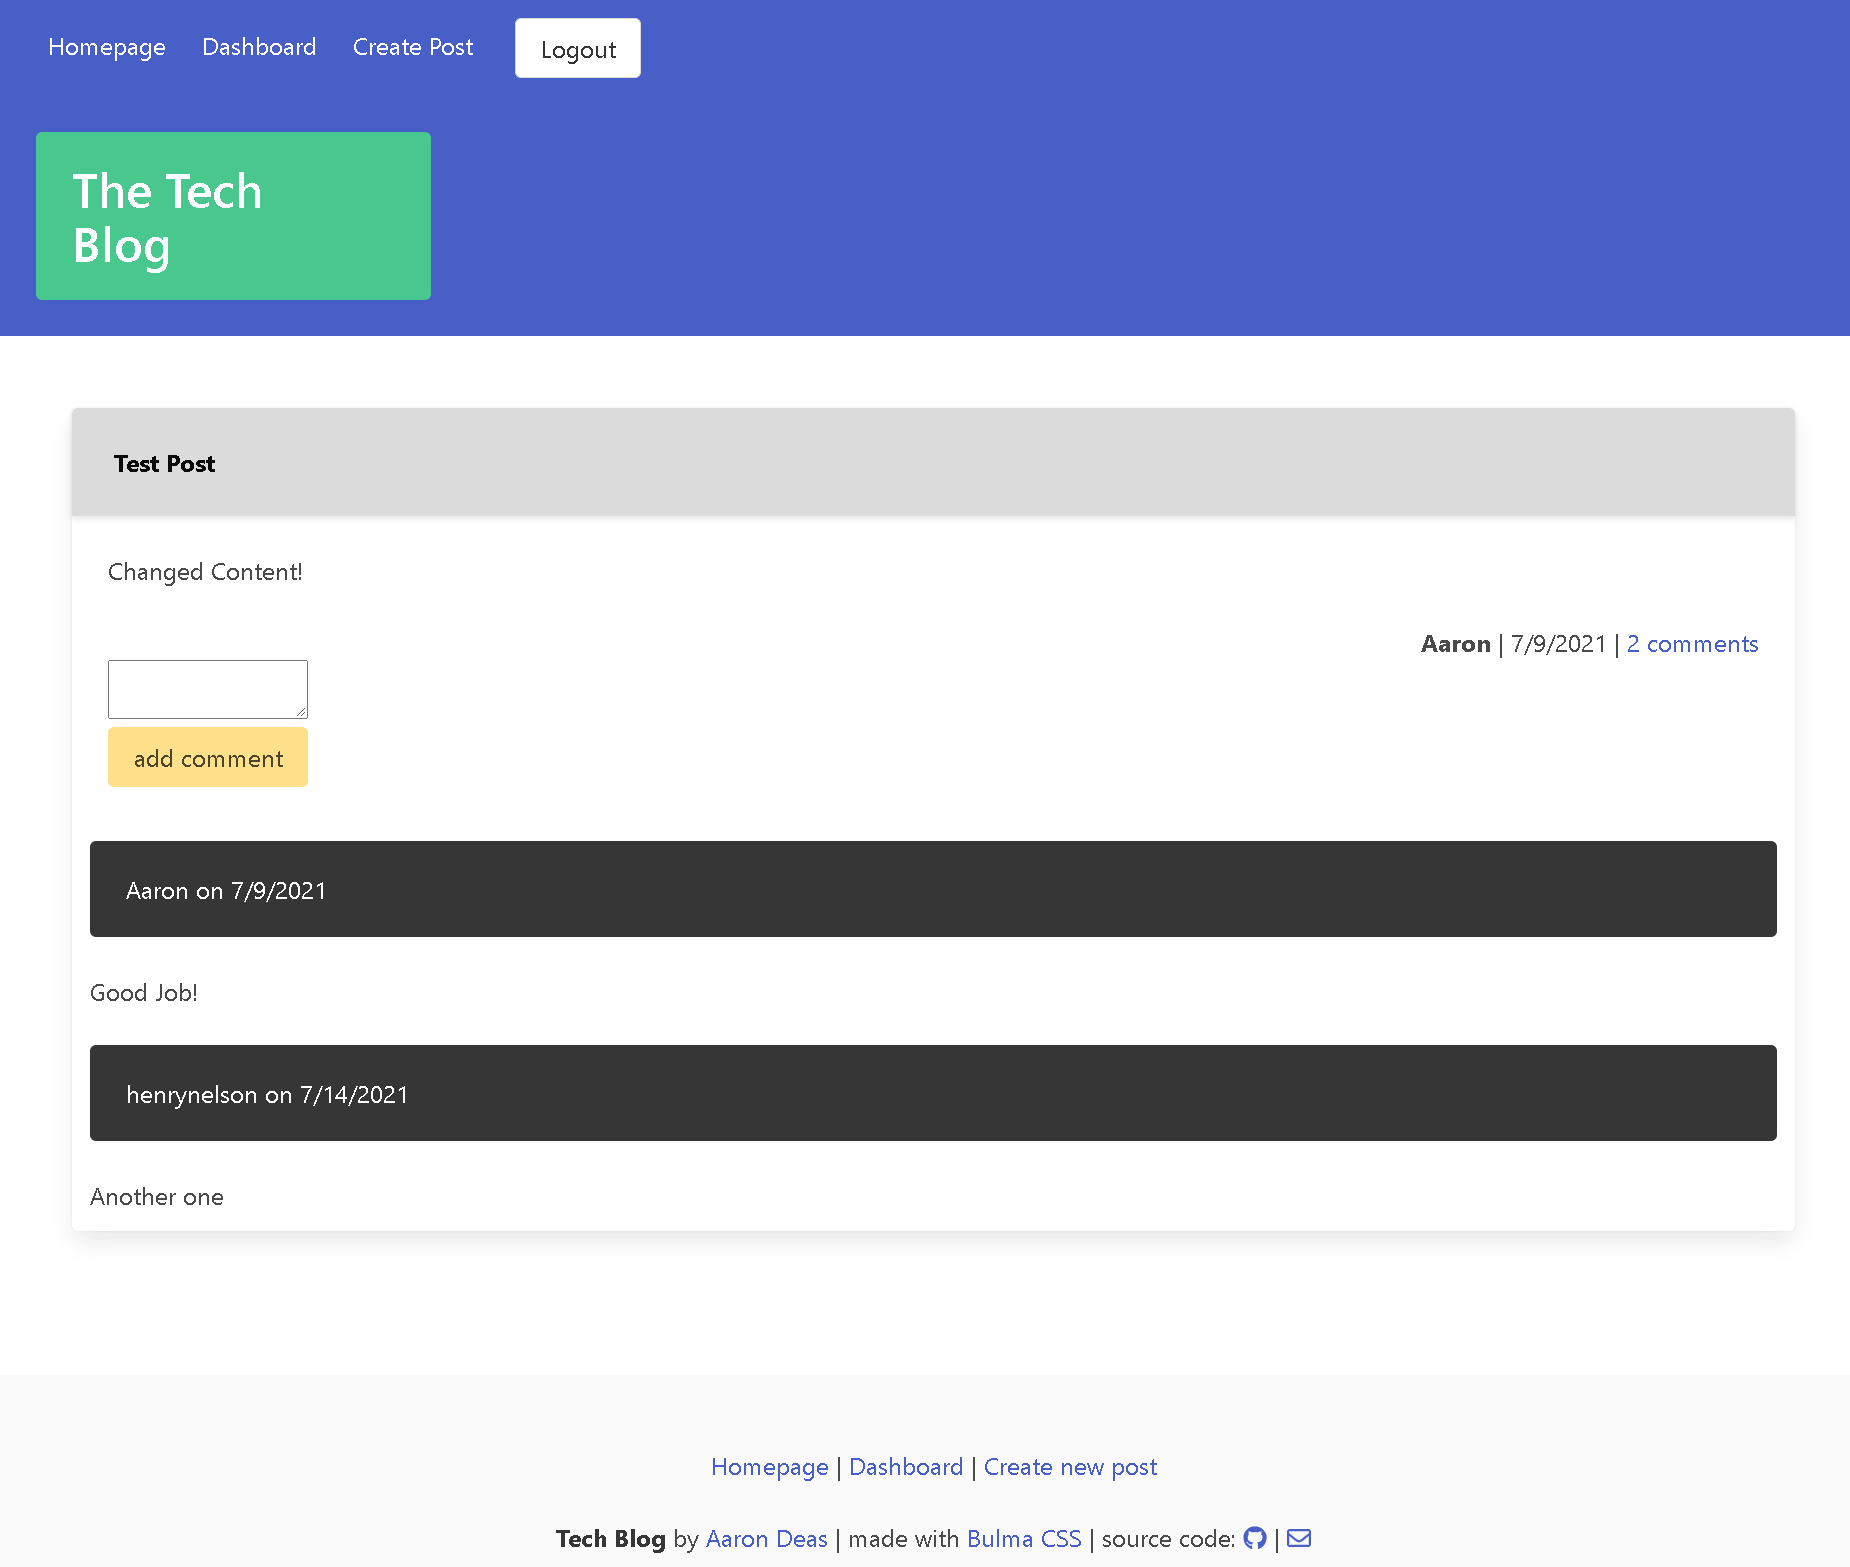 Homepage Dashboard Create Post Logout
The Tech
Blog
Test Post
Changed Content!
Aaron | 7/9/2021 | 2 comments
add comment
Aaron on 7/9/2021
Good Job!
henrynelson on 7/14/2021
Another one
Homepage | Dashboard | Create new post
Tech Blog by Aaron Deas | made with Bulma CSS | source code: |